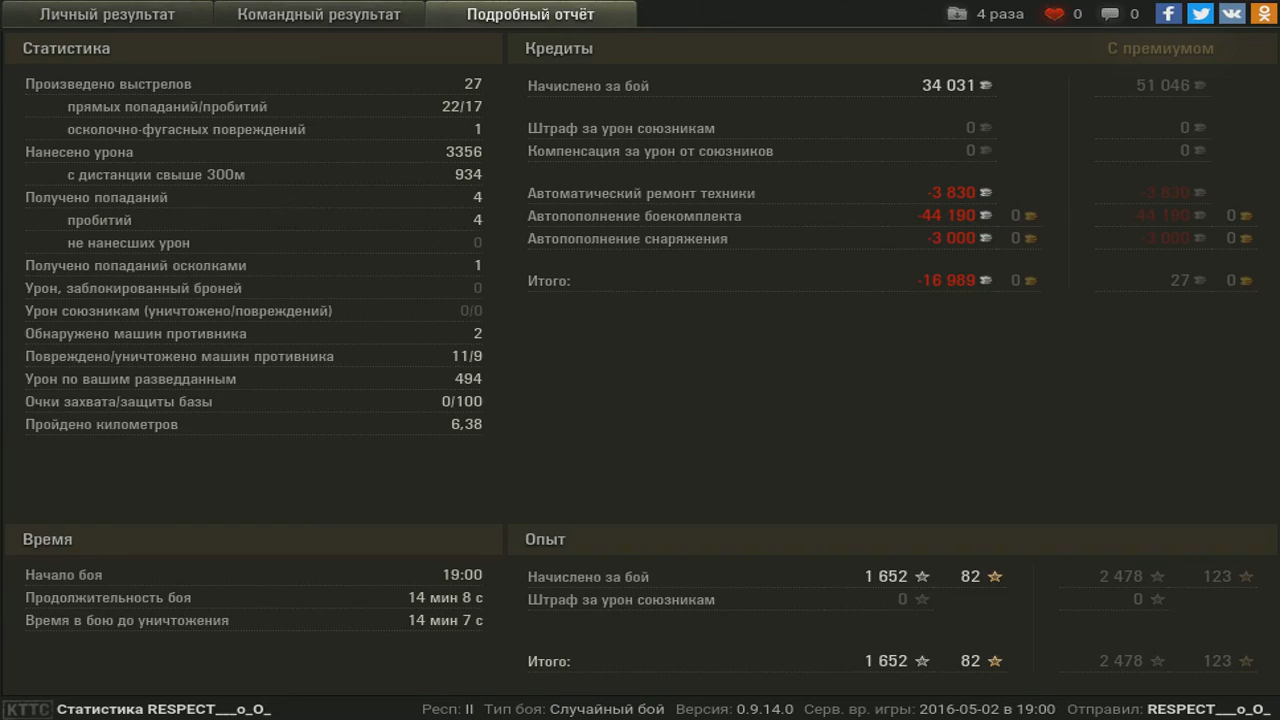 Личный результат Командный результат Подробный отчёт 4 раза 0 0
Статистика
Произведено выстрелов 27
прямых попаданий/пробитий 22/17
осколочно-фугасных повреждений 1
Нанесено урона 3356
с дистанции свыше 300м 934
Получено попаданий 4
пробитий 4
не нанесших урон 0
Получено попаданий осколками 1
Урон, заблокированный броней 0
Урон союзникам (уничтожено/повреждений) 0/0
Обнаружено машин противника 2
Повреждено/уничтожено машин противника 11/9
Урон по вашим разведданным 494
Очки захвата/защиты базы 0/100
Пройдено километров 6,38
Кредиты С премиумом
Начислено за бой 34 031 51 046
Штраф за урон союзникам 0 0
Компенсация за урон от союзников 0 0
Автоматический ремонт техники -3 830 -3 830
Автопополнение боекомплекта -44 190 0 -44 190 0
Автопополнение снаряжения -3 000 0 -3 000 0
Итого: -16 989 0 27 0
Время
Начало боя 19:00
Продолжительность боя 14 мин 8 с
Время в бою до уничтожения 14 мин 7 с
Опыт
Начислено за бой 1 652 82 2 478 123
Штраф за урон союзникам 0 0
Итого: 1 652 82 2 478 123
КТТС Статистика RESPECT___o_O_ Респ: II Тип боя: Случайный бой Версия: 0.9.14.0 Серв. вр. игры: 2016-05-02 в 19:00 Отправил: RESPECT___o_O_